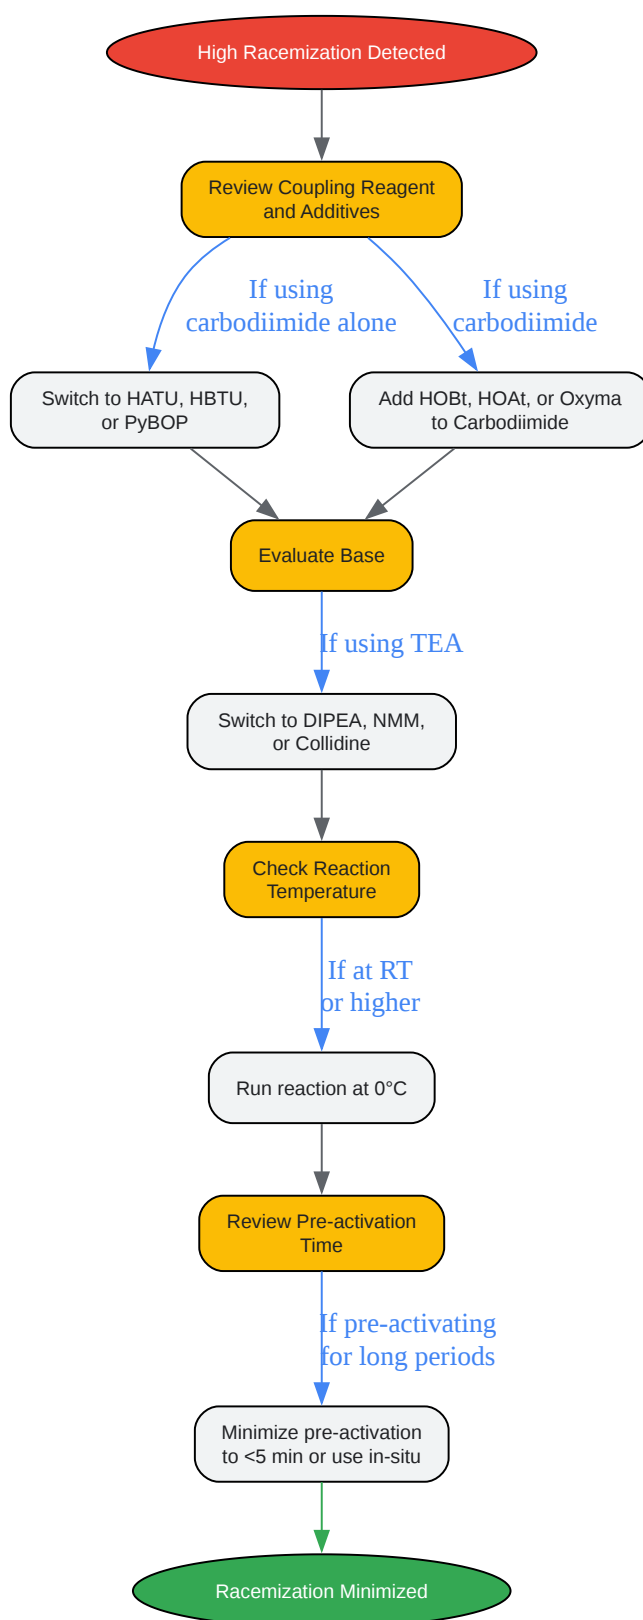 High Racemization Detected
Review Coupling Reagent
and Additives
If using
carbodiimide alone
If using
carbodiimide
Switch to HATU, HBTU,
or PyBOP
Add HOBt, HOAt, or Oxyma
to Carbodiimide
Evaluate Base
If using TEA
Switch to DIPEA, NMM,
or Collidine
Check Reaction
Temperature
If at RT
or higher
Run reaction at 0°C
Review Pre-activation
Time
If pre-activating
for long periods
Minimize pre-activation
to <5 min or use in-situ
Racemization Minimized